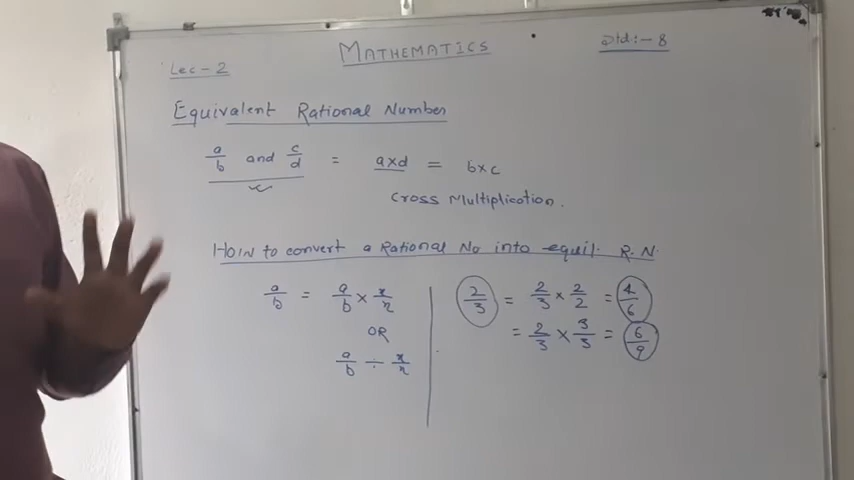 Lec - 2
MATHEMATICS
Std:- 8
Equivalent Rational Number
a/b and c/d = a×d = b×c
Cross Multiplication.
How to convert a Rational No into equil. R.N.
a/b = a/b × x/x
OR
a/b ÷ x/x
2/3 = 2/3 × 2/2 = 4/6
= 2/3 × 3/3 = 6/9